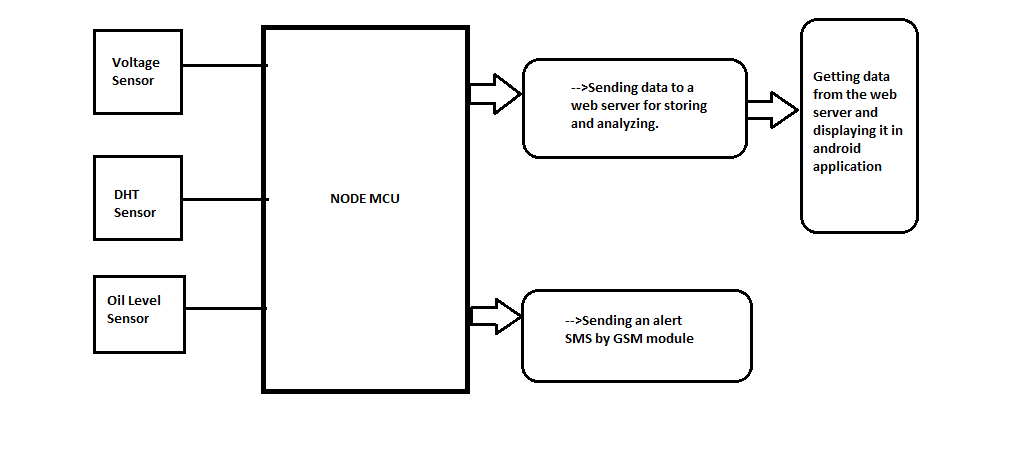 Voltage
Sensor
DHT
Sensor
Oil Level
Sensor
NODE MCU
-->Sending data to a
web server for storing
and analyzing.
-->Sending an alert
SMS by GSM module
Getting data
from the web
server and
displaying it in
android
application